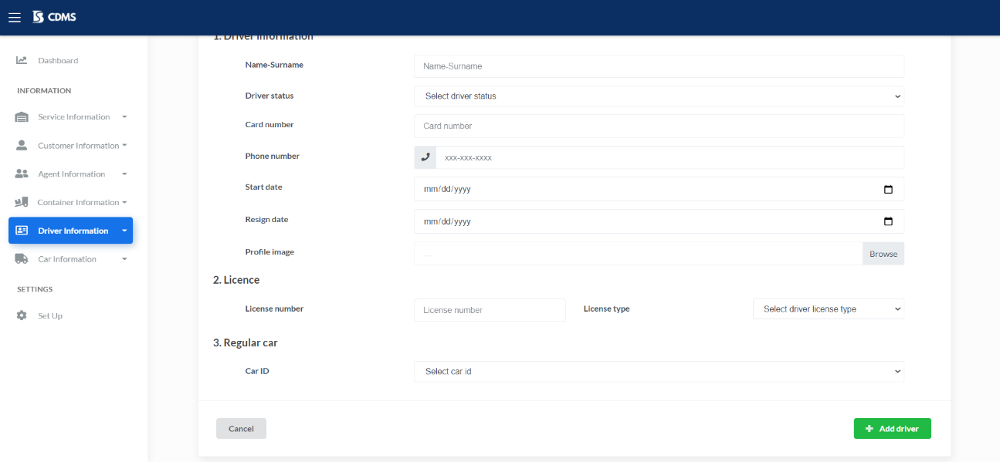 CDMS
Dashboard
INFORMATION
Service Information
Customer Information
Agent Information
Container Information
Driver Information
Car Information
SETTINGS
Set Up
1. Driver Information
Name-Surname Name-Surname
Driver status Select driver status
Card number Card number
Phone number xxx-xxx-xxxx
Start date mm/dd/yyyy
Resign date mm/dd/yyyy
Profile image ... Browse
2. Licence
License number License number License type Select driver license type
3. Regular car
Car ID Select car id
Cancel Add driver